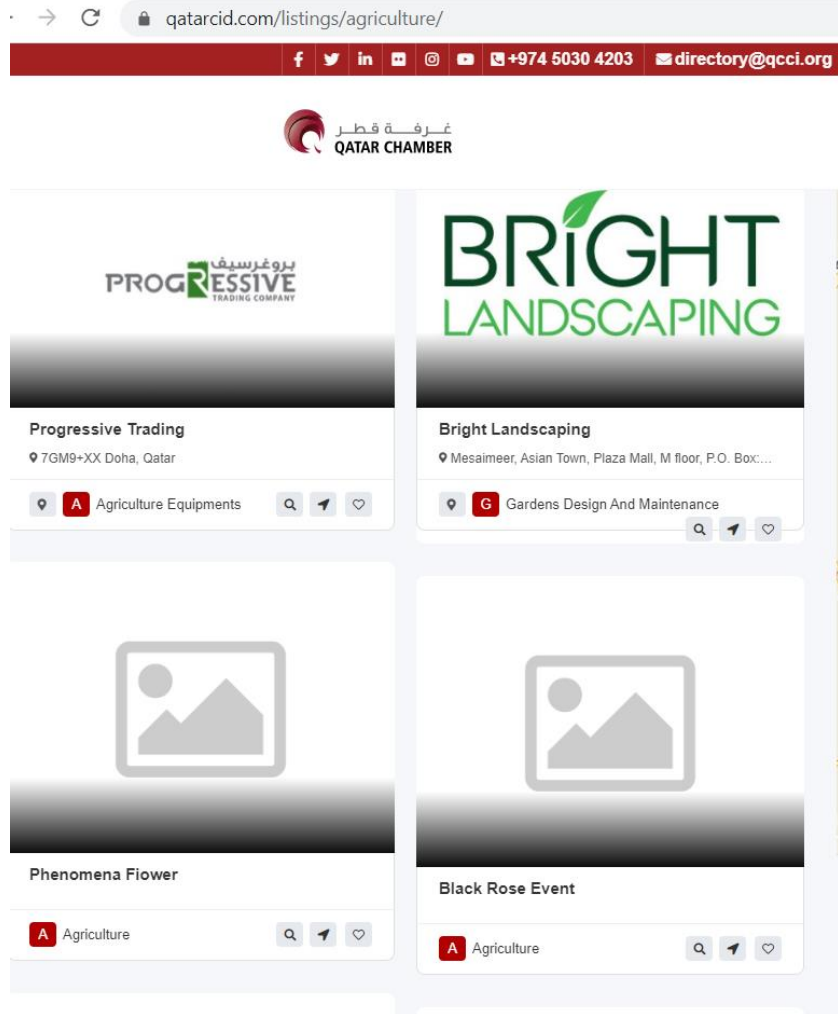 qatarcid.com/listings/agriculture/
+974 5030 4203 directory@qcci.org
غرفة قطر
QATAR CHAMBER
بروغرسيف
PROGRESSIVE
TRADING COMPANY
BRiGHT
LANDSCAPING
Progressive Trading
7GM9+XX Doha, Qatar
A Agriculture Equipments
Bright Landscaping
Mesaimeer, Asian Town, Plaza Mall, M floor, P.O. Box:...
G Gardens Design And Maintenance
Phenomena Fiower
A Agriculture
Black Rose Event
A Agriculture